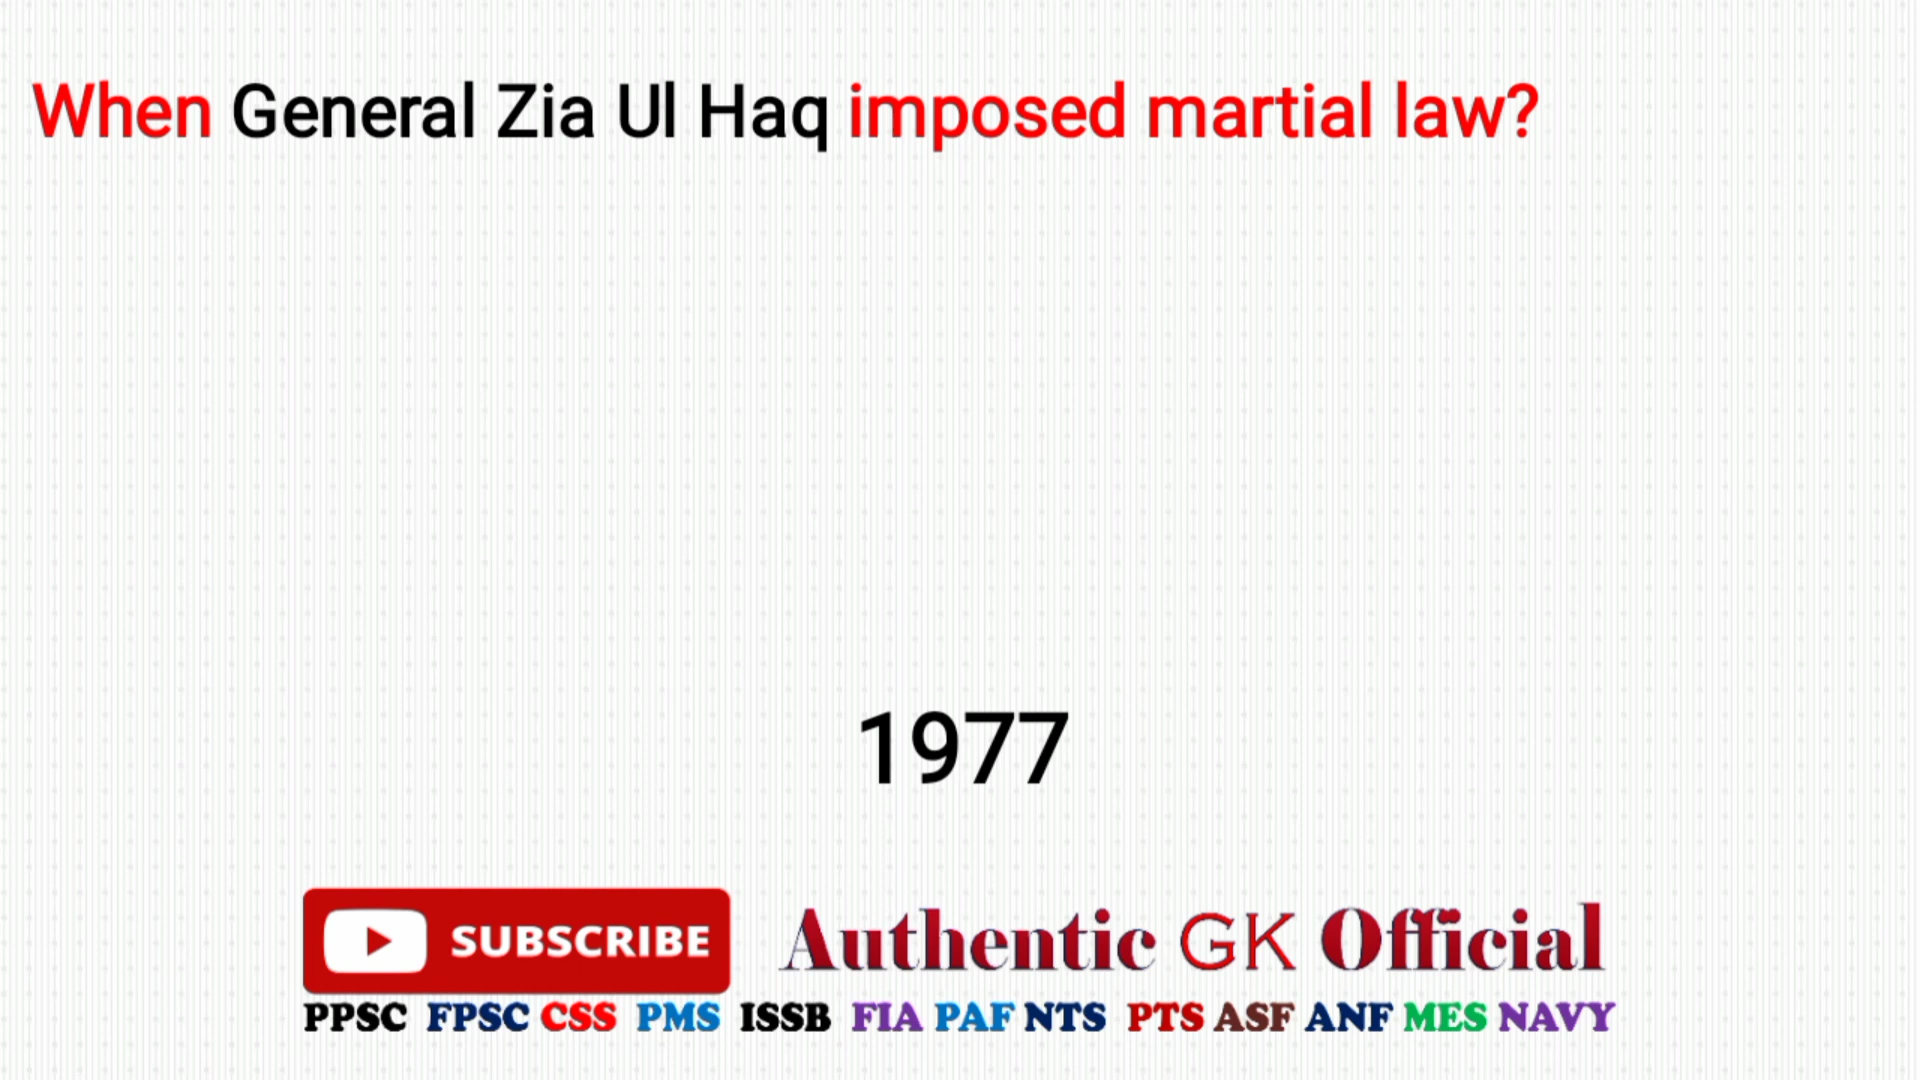 When General Zia Ul Haq imposed martial law?
1977
SUBSCRIBE Authentic GK Official
PPSC FPSC CSS PMS ISSB FIA PAF NTS PTS ASF ANF MES NAVY